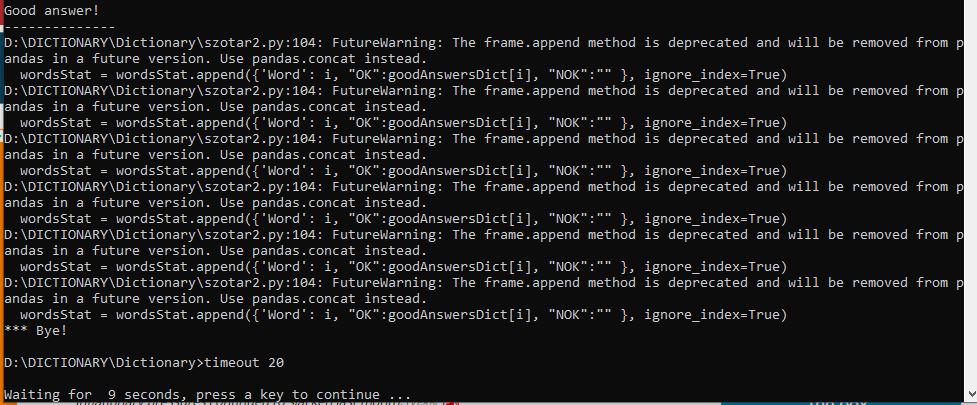 Good answer!
--------------
D:\DICTIONARY\Dictionary\szotar2.py:104: FutureWarning: The frame.append method is deprecated and will be removed from p
andas in a future version. Use pandas.concat instead.
  wordsStat = wordsStat.append({'Word': i, "OK":goodAnswersDict[i], "NOK":"" }, ignore_index=True)
D:\DICTIONARY\Dictionary\szotar2.py:104: FutureWarning: The frame.append method is deprecated and will be removed from p
andas in a future version. Use pandas.concat instead.
  wordsStat = wordsStat.append({'Word': i, "OK":goodAnswersDict[i], "NOK":"" }, ignore_index=True)
D:\DICTIONARY\Dictionary\szotar2.py:104: FutureWarning: The frame.append method is deprecated and will be removed from p
andas in a future version. Use pandas.concat instead.
  wordsStat = wordsStat.append({'Word': i, "OK":goodAnswersDict[i], "NOK":"" }, ignore_index=True)
D:\DICTIONARY\Dictionary\szotar2.py:104: FutureWarning: The frame.append method is deprecated and will be removed from p
andas in a future version. Use pandas.concat instead.
  wordsStat = wordsStat.append({'Word': i, "OK":goodAnswersDict[i], "NOK":"" }, ignore_index=True)
D:\DICTIONARY\Dictionary\szotar2.py:104: FutureWarning: The frame.append method is deprecated and will be removed from p
andas in a future version. Use pandas.concat instead.
  wordsStat = wordsStat.append({'Word': i, "OK":goodAnswersDict[i], "NOK":"" }, ignore_index=True)
D:\DICTIONARY\Dictionary\szotar2.py:104: FutureWarning: The frame.append method is deprecated and will be removed from p
andas in a future version. Use pandas.concat instead.
  wordsStat = wordsStat.append({'Word': i, "OK":goodAnswersDict[i], "NOK":"" }, ignore_index=True)
*** Bye!
D:\DICTIONARY\Dictionary>timeout 20
Waiting for  9 seconds, press a key to continue ...